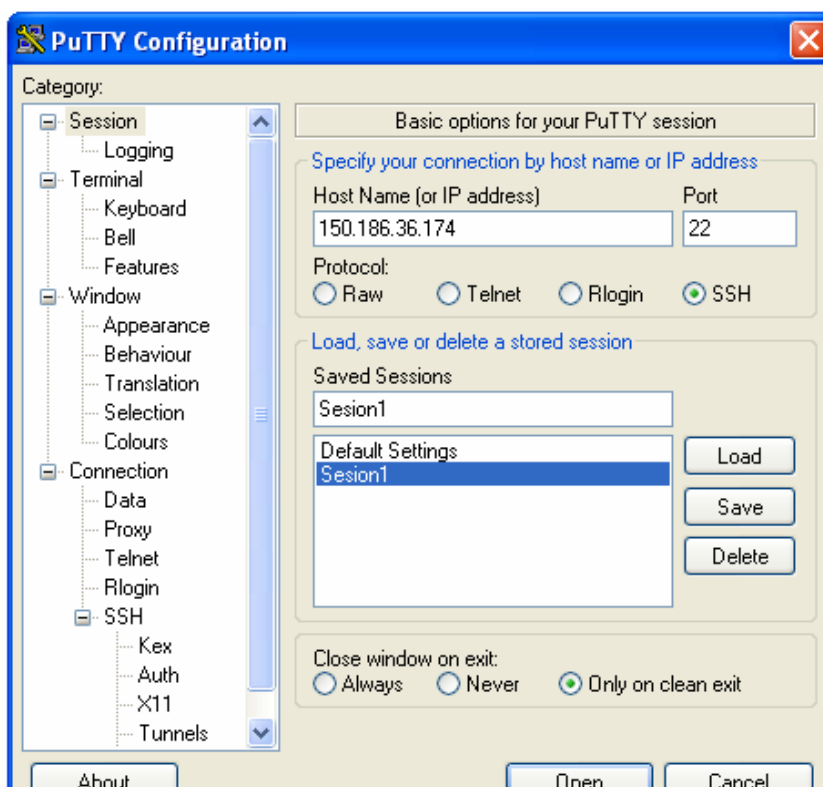 PuTTY Configuration
Category:
Session
Logging
Terminal
Keyboard
Bell
Features
Window
Appearance
Behaviour
Translation
Selection
Colours
Connection
Data
Proxy
Telnet
Rlogin
SSH
Kex
Auth
X11
Tunnels
Basic options for your PuTTY session
Specify your connection by host name or IP address
Host Name (or IP address) Port
150.186.36.174 22
Protocol:
Raw Telnet Rlogin SSH
Load, save or delete a stored session
Saved Sessions
Sesion1
Default Settings
Sesion1
Load
Save
Delete
Close window on exit:
Always Never Only on clean exit
About Open Cancel